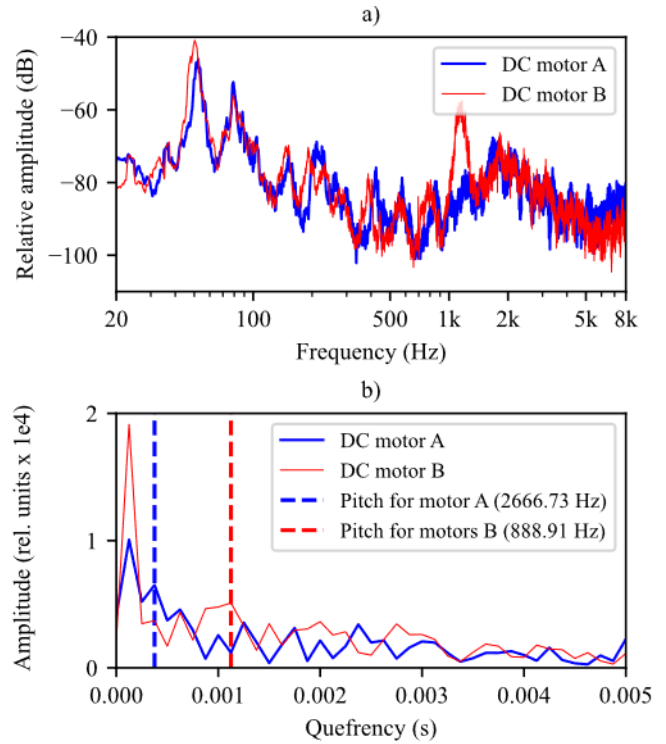 a)
−40
−60
−80
−100
Relative amplitude (dB)
DC motor A
DC motor B
20
100
500
1k
2k
5k
8k
Frequency (Hz)
b)
2
1
0
Amplitude (rel. units x 1e4)
DC motor A
DC motor B
Pitch for motor A (2666.73 Hz)
Pitch for motors B (888.91 Hz)
0.000
0.001
0.002
0.003
0.004
0.005
Quefrency (s)